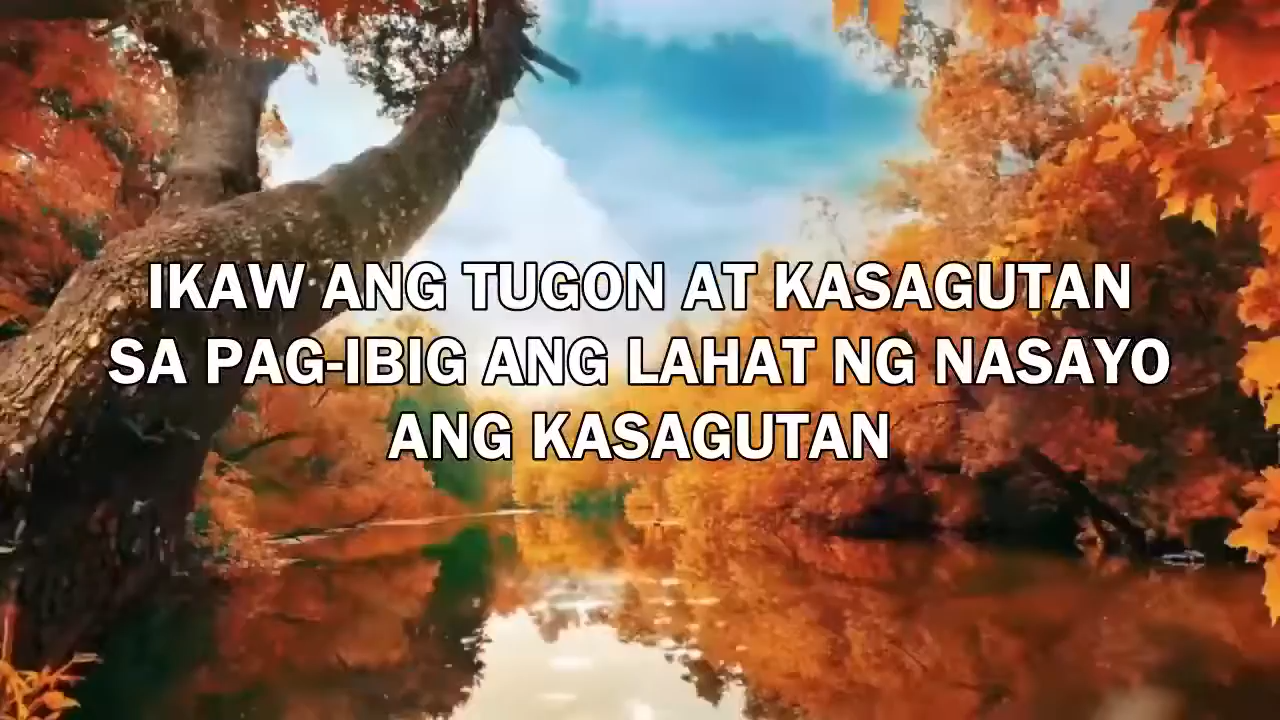 IKAW ANG TUGON AT KASAGUTAN
SA PAG-IBIG ANG LAHAT NG NASAYO
ANG KASAGUTAN